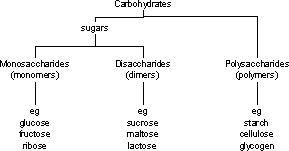 Carbohydrates
sugars
Monosaccharides
(monomers)
Disaccharides
(dimers)
Polysaccharides
(polymers)
eg
glucose
fructose
ribose
eg
sucrose
maltose
lactose
eg
starch
cellulose
glycogen